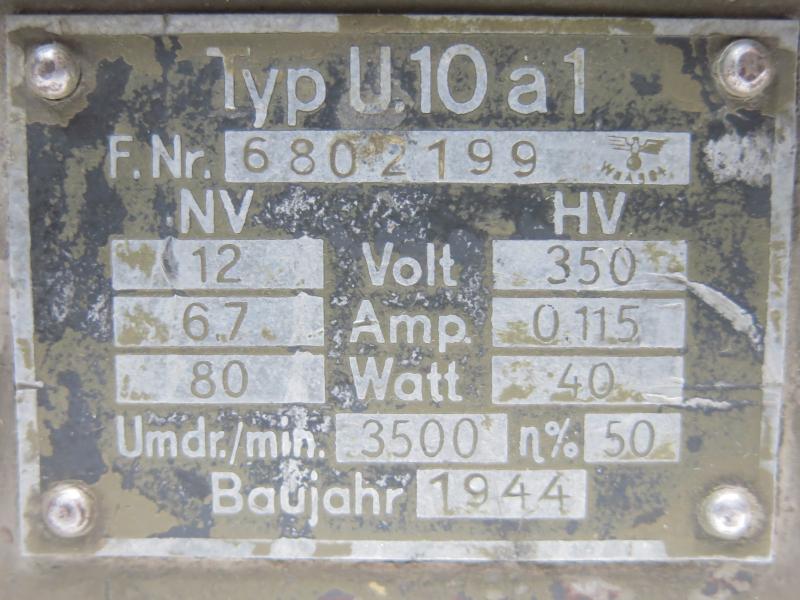 Typ U.10 a1
F. Nr. 6802199
NV HV
12 Volt 350
6.7 Amp. 0.115
80 Watt 40
Umdr./min. 3500 η% 50
Baujahr 1944